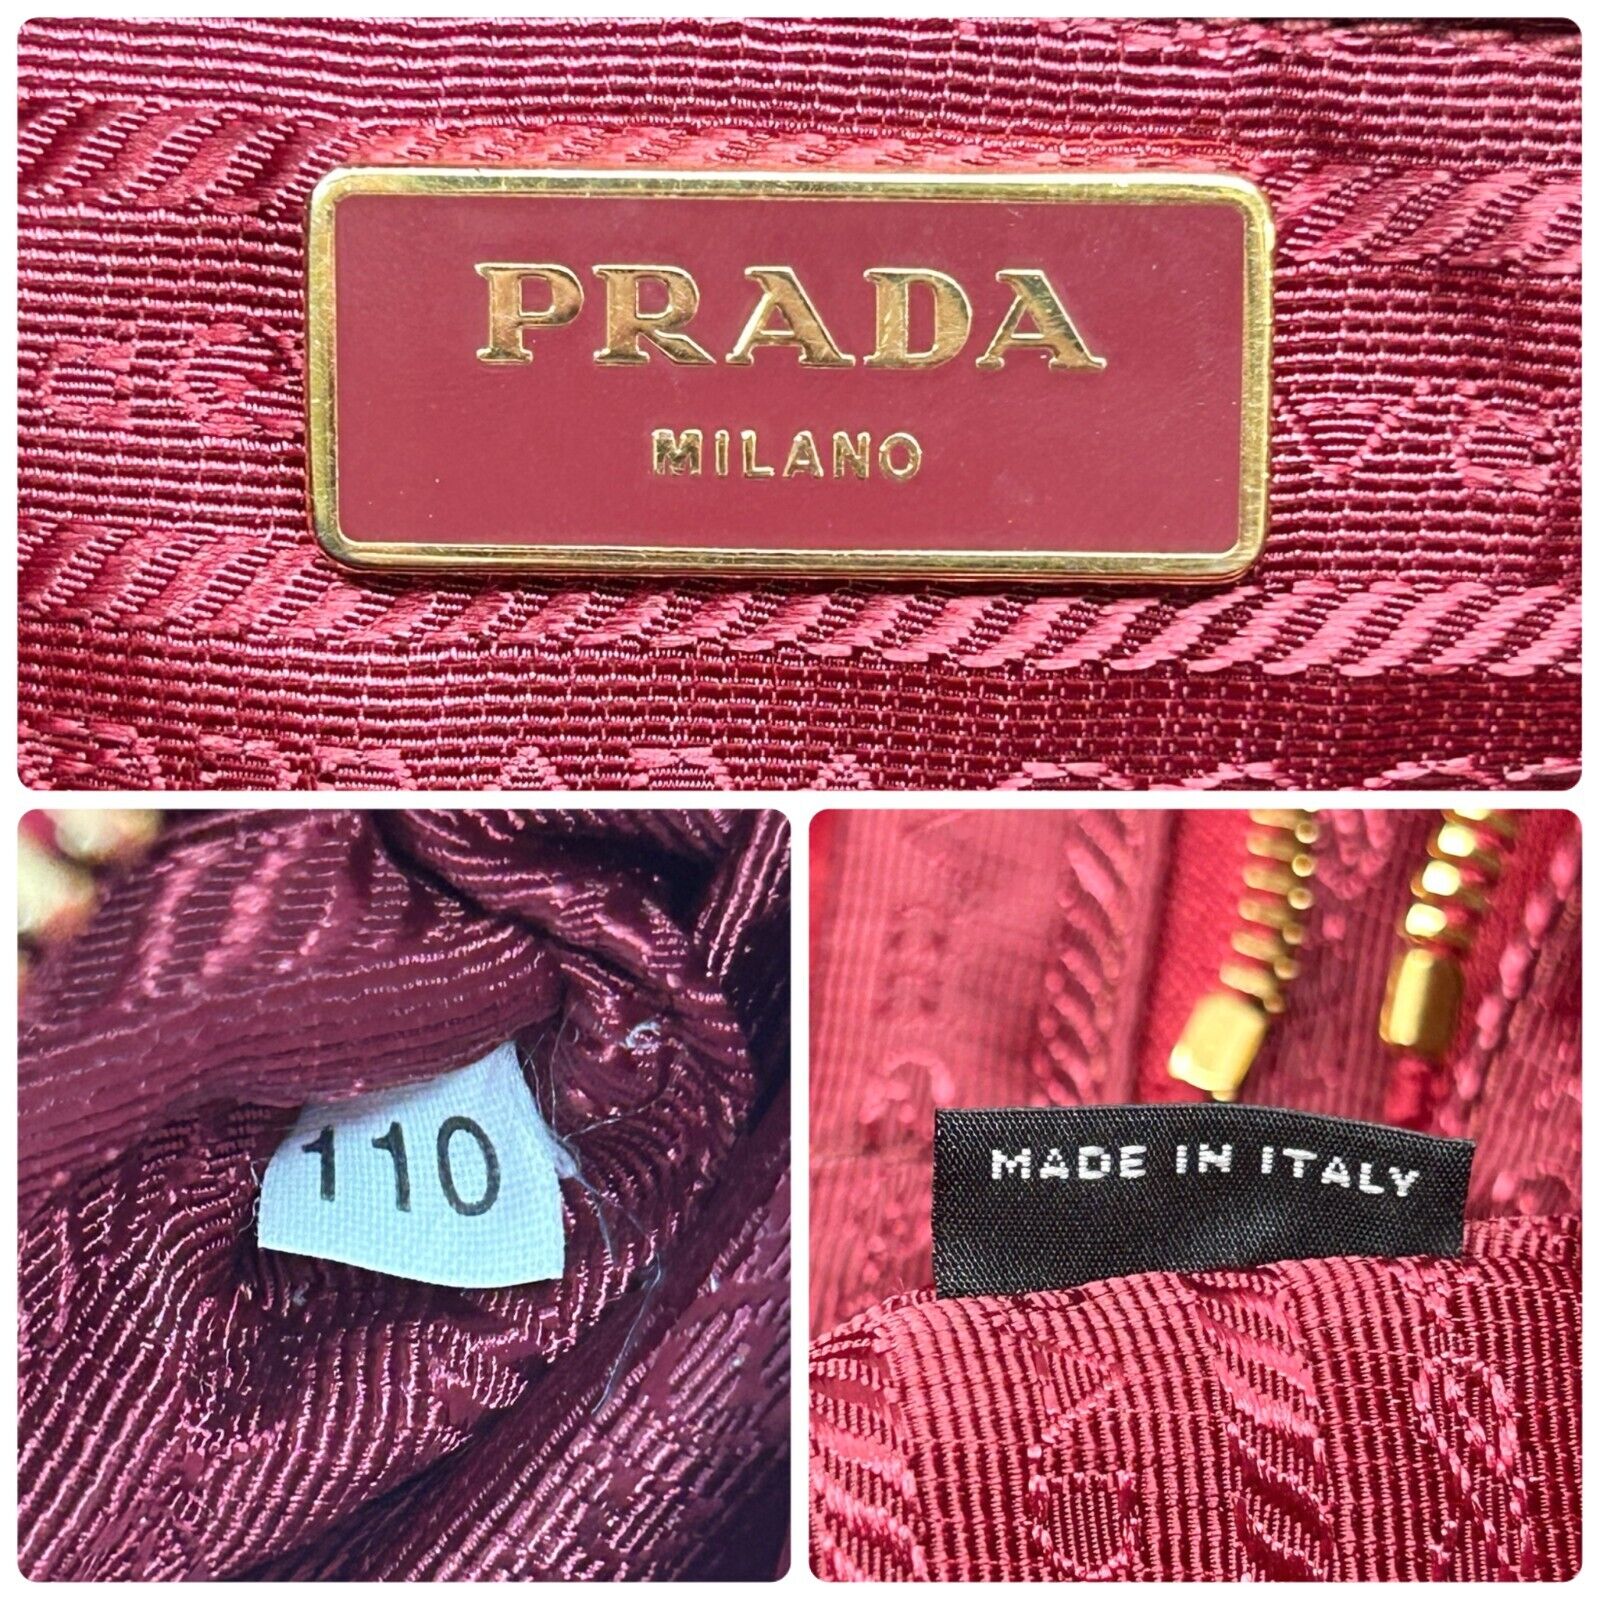 PRADA
MILANO
110
MADE IN ITALY